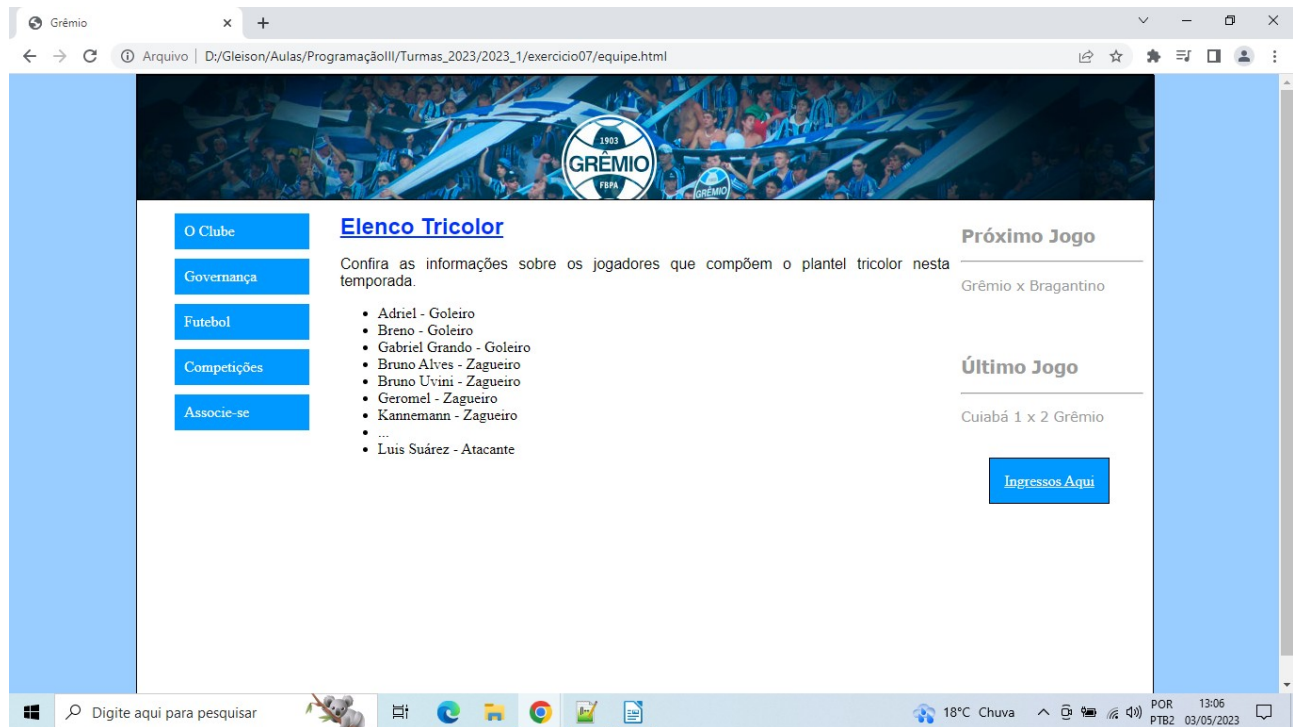 Grêmio
Arquivo | D:/Gleison/Aulas/ProgramaçãoIII/Turmas_2023/2023_1/exercicio07/equipe.html
1903
GRÊMIO
FBPA
GRÊMIO
O Clube
Governança
Futebol
Competições
Associe-se
Elenco Tricolor
Confira as informações sobre os jogadores que compõem o plantel tricolor nesta
temporada.
• Adriel - Goleiro
• Breno - Goleiro
• Gabriel Grando - Goleiro
• Bruno Alves - Zagueiro
• Bruno Uvini - Zagueiro
• Geromel - Zagueiro
• Kannemann - Zagueiro
• ...
• Luis Suárez - Atacante
Próximo Jogo
Grêmio x Bragantino
Último Jogo
Cuiabá 1 x 2 Grêmio
Ingressos Aqui
Digite aqui para pesquisar
18°C Chuva
POR
PTB2
13:06
03/05/2023